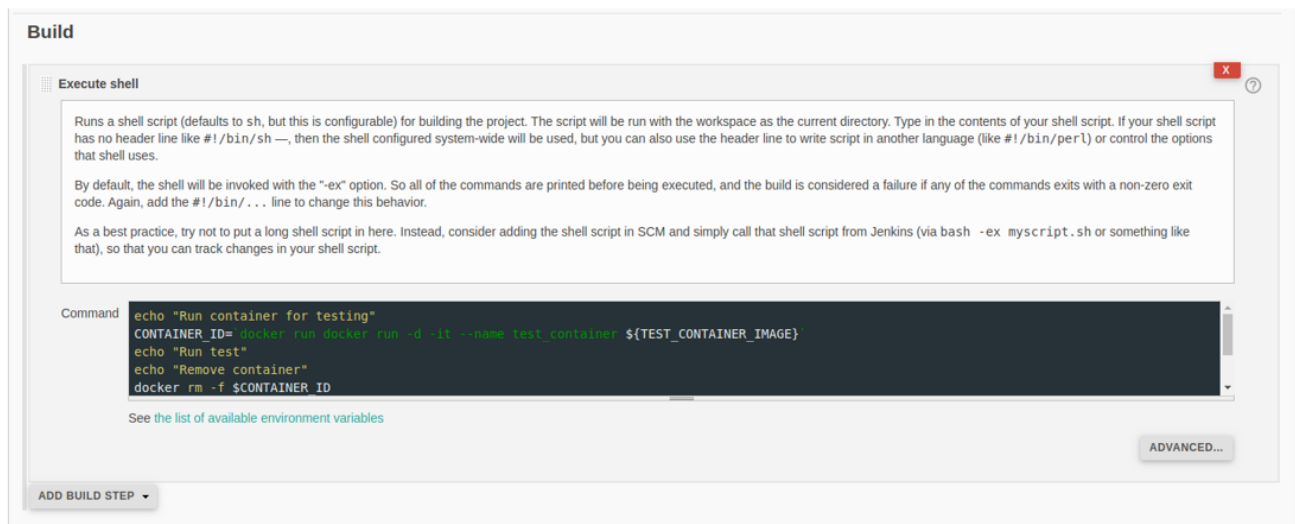 Build
Execute shell
X
?
Runs a shell script (defaults to sh, but this is configurable) for building the project. The script will be run with the workspace as the current directory. Type in the contents of your shell script. If your shell script
has no header line like #!/bin/sh —, then the shell configured system-wide will be used, but you can also use the header line to write script in another language (like #!/bin/perl) or control the options
that shell uses.
By default, the shell will be invoked with the "-ex" option. So all of the commands are printed before being executed, and the build is considered a failure if any of the commands exits with a non-zero exit
code. Again, add the #!/bin/... line to change this behavior.
As a best practice, try not to put a long shell script in here. Instead, consider adding the shell script in SCM and simply call that shell script from Jenkins (via bash -ex myscript.sh or something like
that), so that you can track changes in your shell script.
Command
echo "Run container for testing"
CONTAINER_ID=`docker run docker run -d -it --name test_container ${TEST_CONTAINER_IMAGE}`
echo "Run test"
echo "Remove container"
docker rm -f $CONTAINER_ID
See the list of available environment variables
ADVANCED...
ADD BUILD STEP